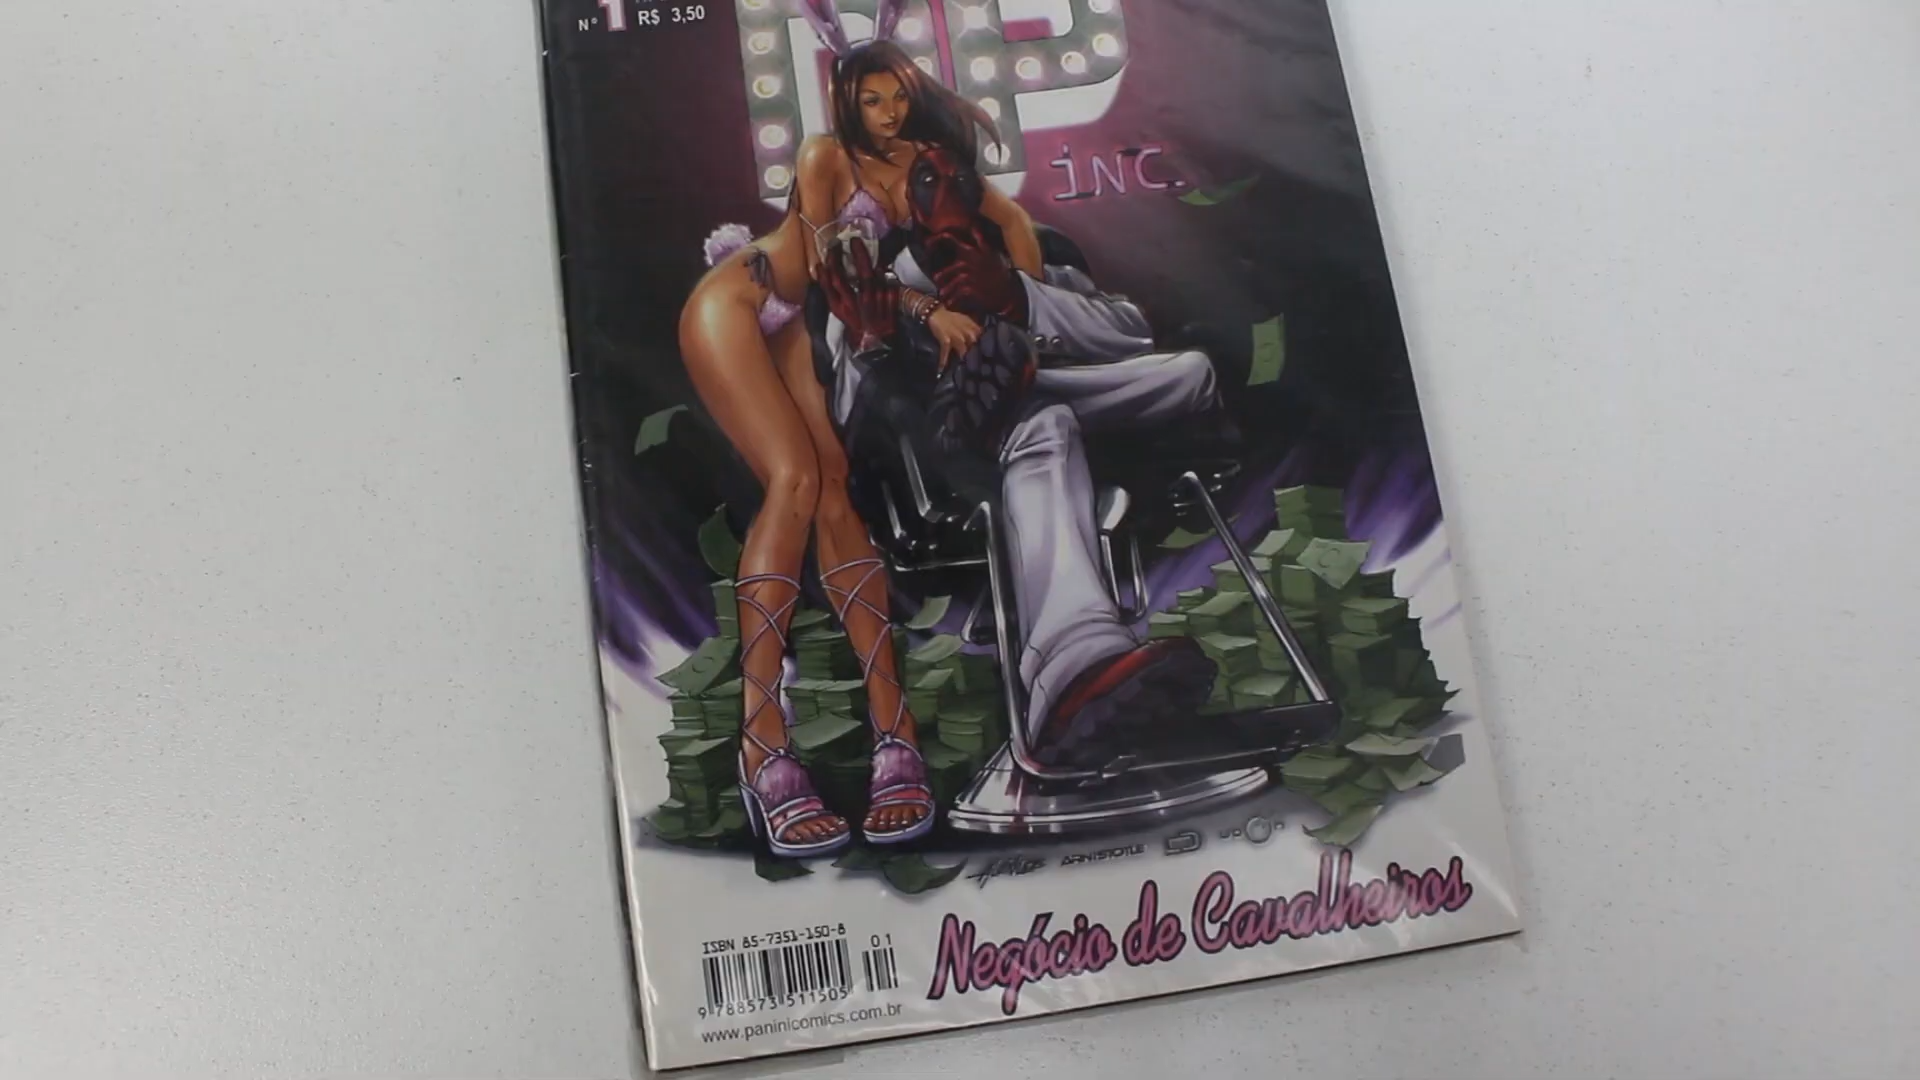 Nº 1
R$ 3,50
DP
inc.
ARNISTOTLE
UDON
Negócio de Cavalheiros
ISBN 85-7351-150-8
01
9 788573 511505
www.paninicomics.com.br